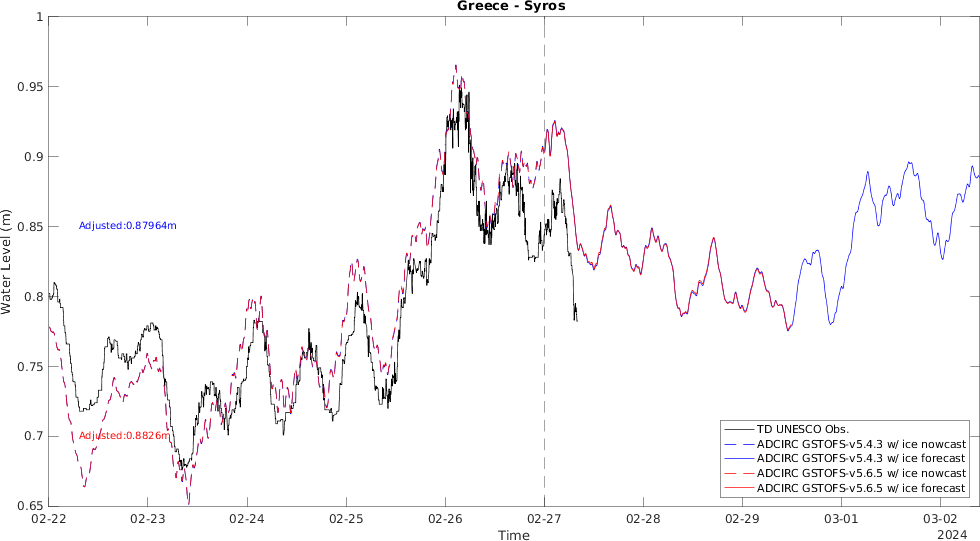 Greece - Syros
1
0.95
0.9
0.85
0.8
0.75
0.7
0.65
Water Level (m)
Adjusted:0.87964m
Adjusted:0.8826m
TD UNESCO Obs.
ADCIRC GSTOFS-v5.4.3 w/ ice nowcast
ADCIRC GSTOFS-v5.4.3 w/ ice forecast
ADCIRC GSTOFS-v5.6.5 w/ ice nowcast
ADCIRC GSTOFS-v5.6.5 w/ ice forecast
02-22 02-23 02-24 02-25 02-26 02-27 02-28 02-29 03-01 03-02
Time
2024